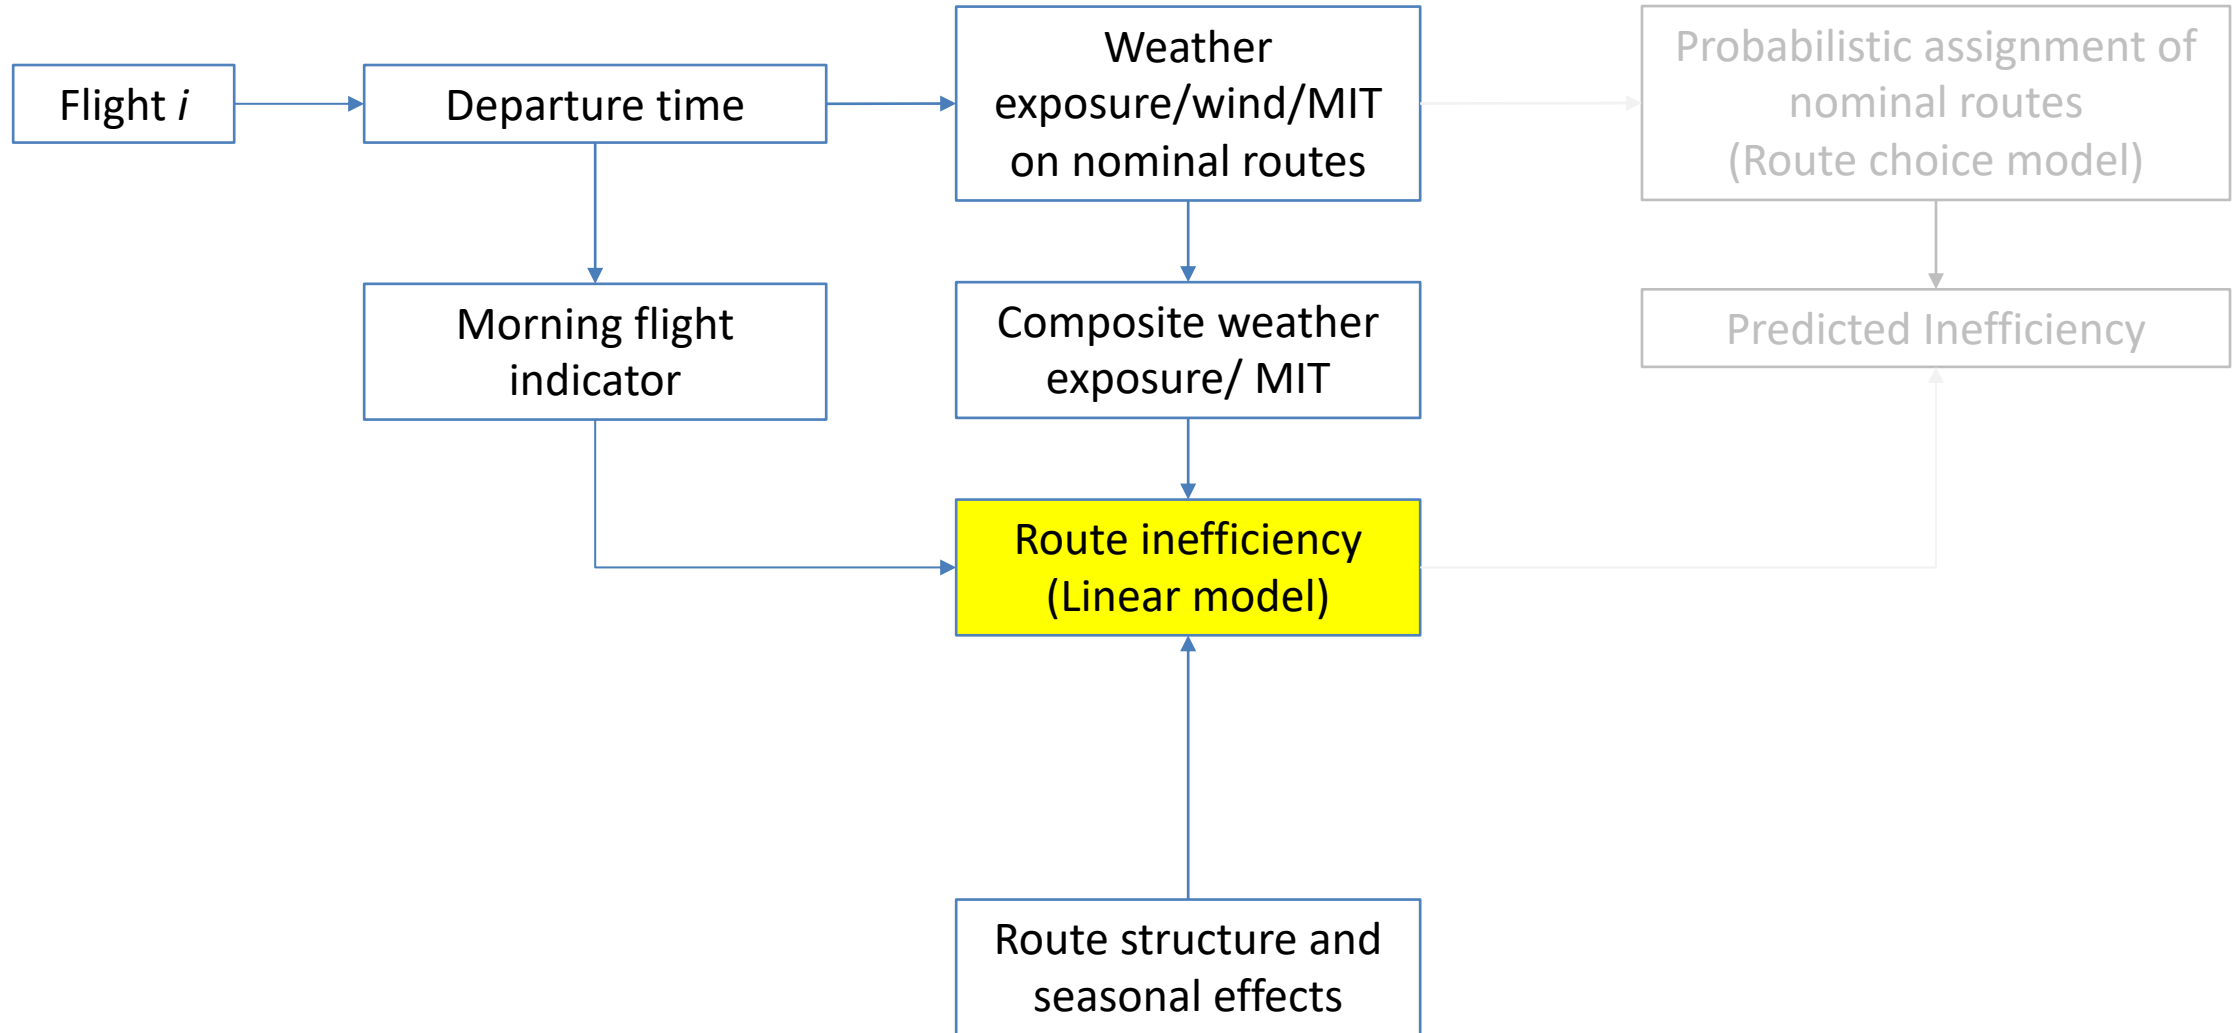 Flight i
Departure time
Weather
exposure/wind/MIT
on nominal routes
Probabilistic assignment of
nominal routes
(Route choice model)
Morning flight
indicator
Composite weather
exposure/ MIT
Predicted Inefficiency
Route inefficiency
(Linear model)
Route structure and
seasonal effects